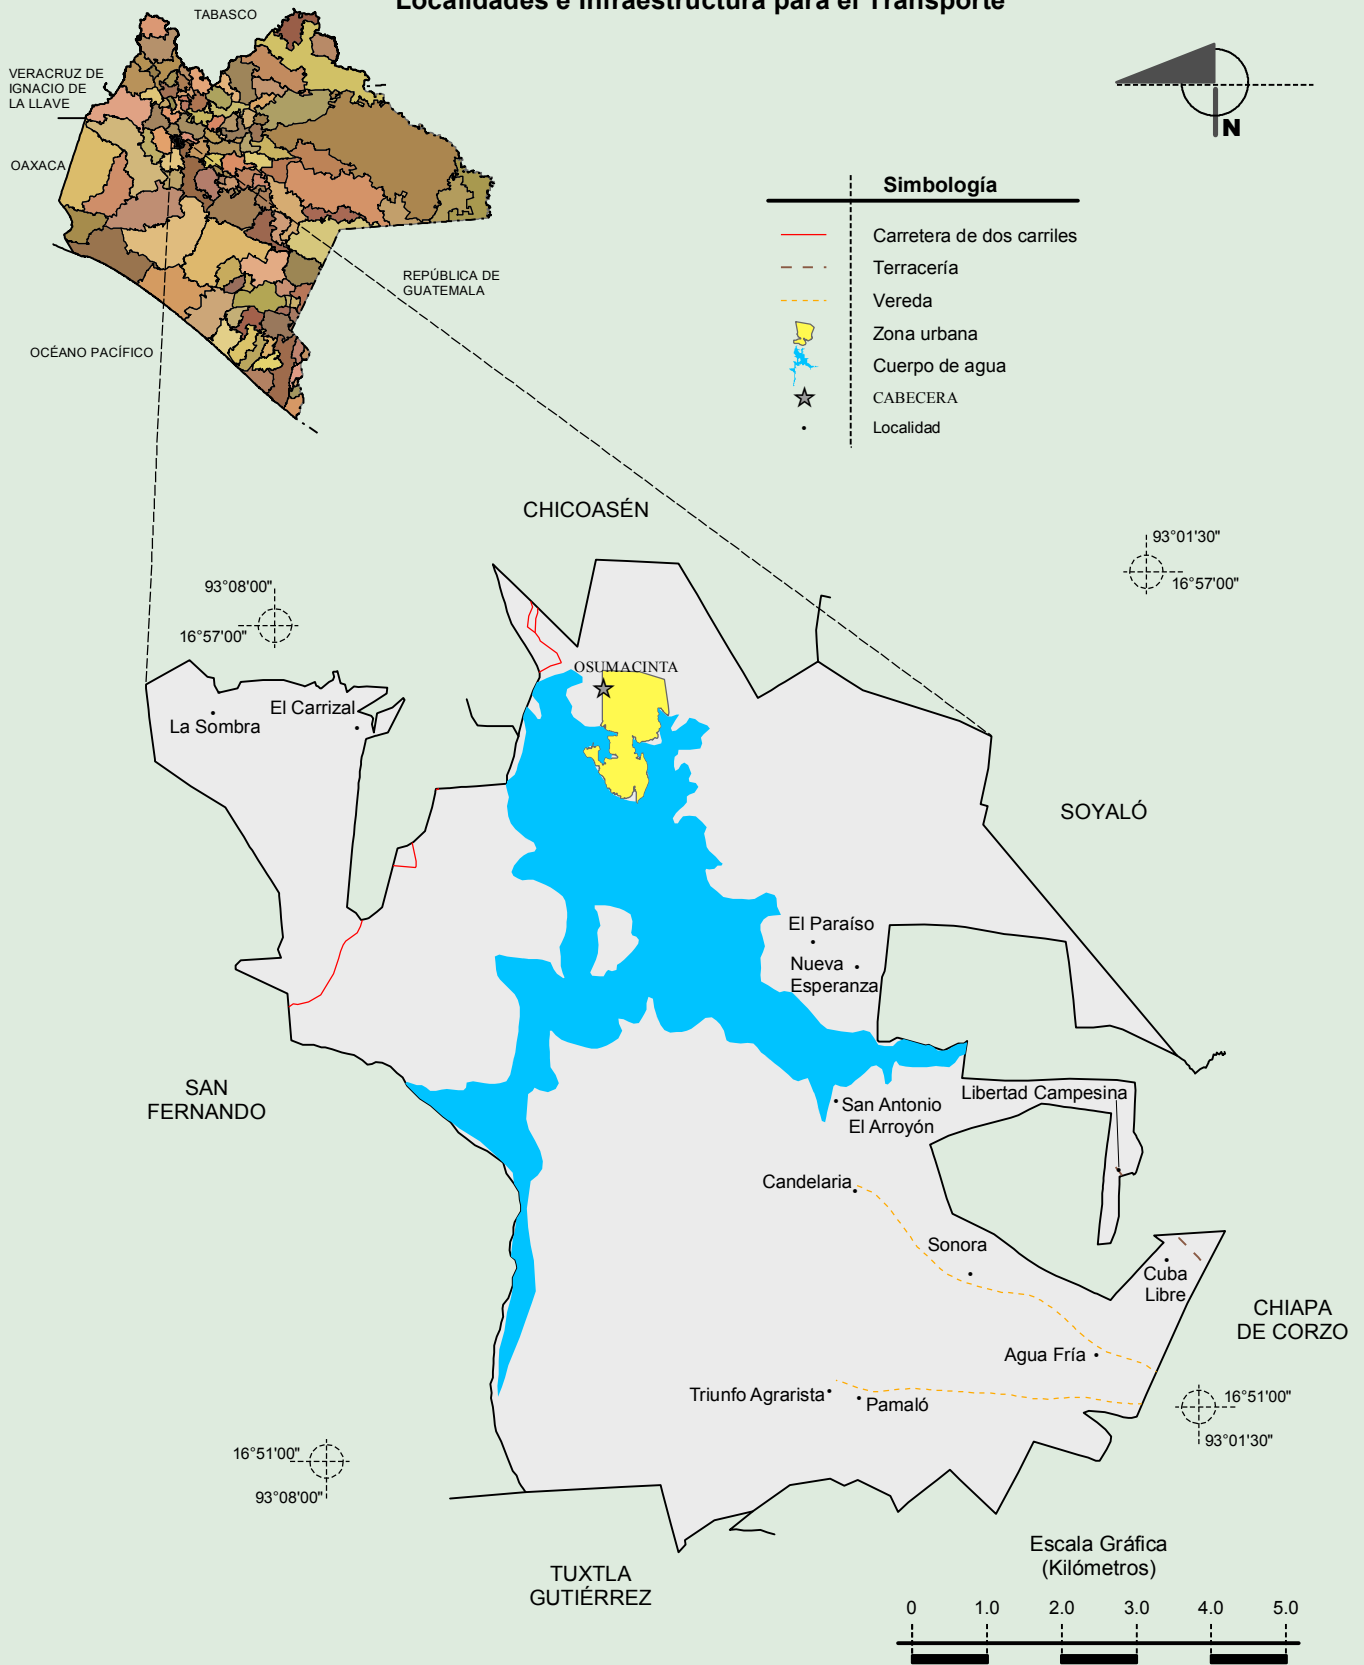 Localidades e Infraestructura para el Transporte
TABASCO
VERACRUZ DE
IGNACIO DE
LA LLAVE
OAXACA
REPÚBLICA DE
GUATEMALA
OCÉANO PACÍFICO
N
Simbología
Carretera de dos carriles
Terracería
Vereda
Zona urbana
Cuerpo de agua
CABECERA
Localidad
CHICOASÉN
93°01'30"
16°57'00"
93°08'00"
16°57'00"
OSUMACINTA
El Carrizal
La Sombra
SOYALÓ
El Paraíso
Nueva
Esperanza
SAN
FERNANDO
Libertad Campesina
San Antonio
El Arroyón
Candelaria
Sonora
Cuba
Libre
CHIAPA
DE CORZO
Agua Fría
Triunfo Agrarista
Pamaló
16°51'00"
93°01'30"
16°51'00"
93°08'00"
TUXTLA
GUTIÉRREZ
Escala Gráfica
(Kilómetros)
0 1.0 2.0 3.0 4.0 5.0